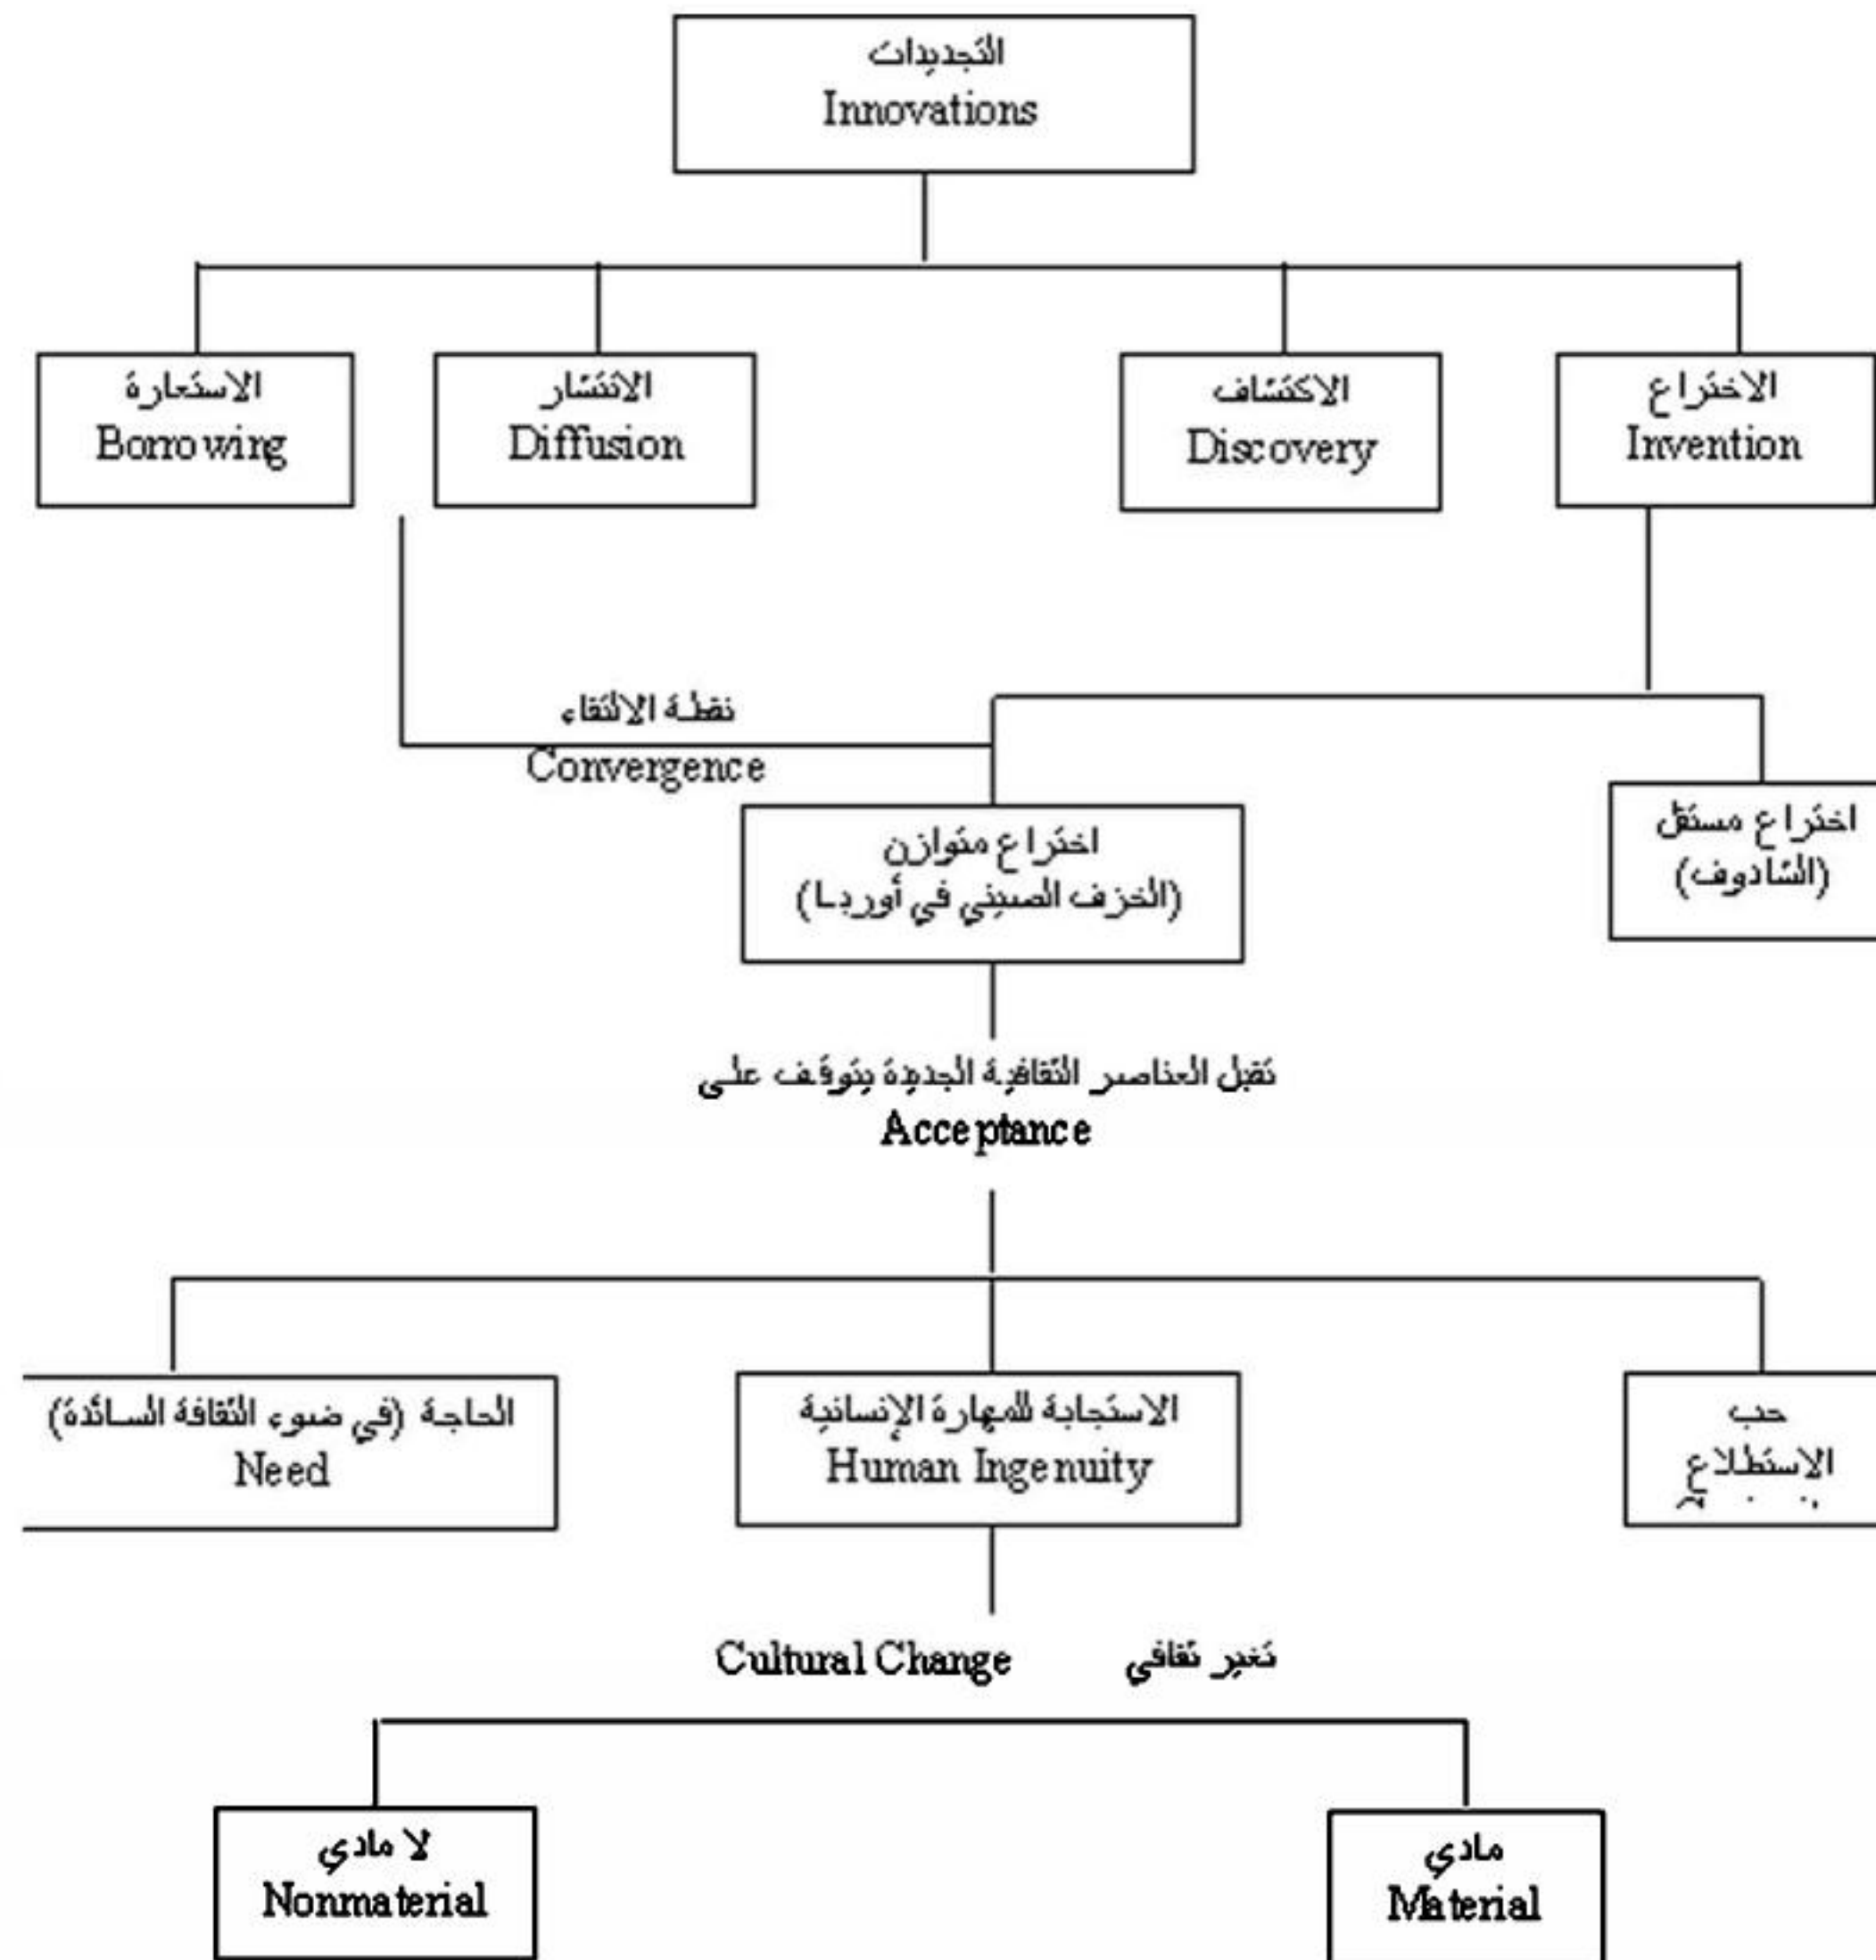 التجديدات
Innovations
الاختراع
Invention
الاكتشاف
Discovery
الانتشار
Diffusion
الاستعارة
Borrowing
نقطة الالتقاء
Convergence
اختراع مستقل
(الشادوف)
اختراع متوازن
(الخزف الصيني في أوربا)
تقبل العناصر الثقافية الجديدة يتوقف على
Acceptance
حب
الإستطلاع
الاستجابة للمهارة الإنسانية
Human Ingenuity
الحاجة (في ضوء الثقافة السائدة)
Need
تغير ثقافي Cultural Change
مادي
Material
لا مادي
Nonmaterial